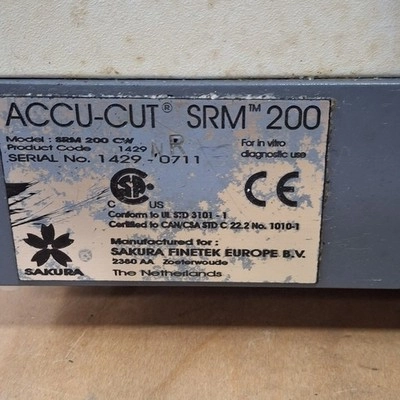 ACCU-CUT® SRM™ 200
Model: SRM 200 CW
Product Code 1429
For in vitro
diagnostic use
SERIAL No. 1429-0711
C US
CE
Conform to UL STD 3101-1
Certified to CAN/CSA STD C 22.2 No. 1010-1
Manufactured for:
SAKURA FINETEK EUROPE B.V.
2380 AA Zoeterwoude
The Netherlands
SAKURA